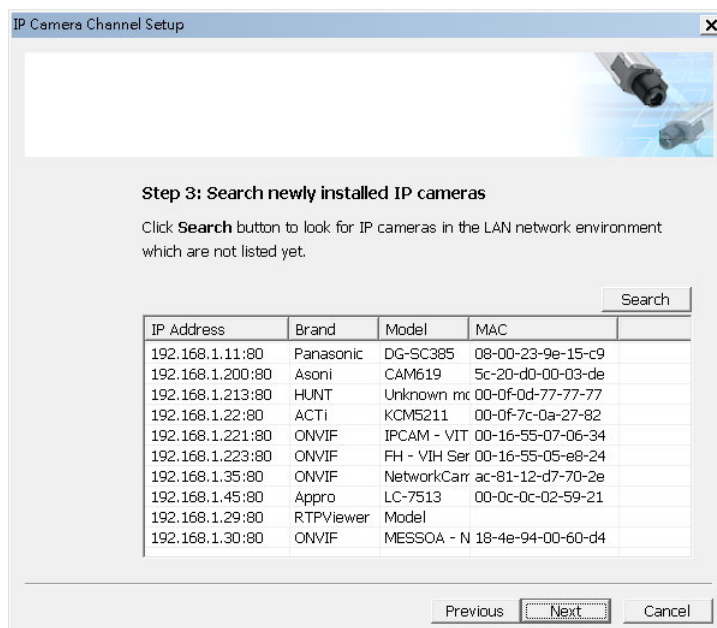 IP Camera Channel Setup
Step 3: Search newly installed IP cameras
Click Search button to look for IP cameras in the LAN network environment
which are not listed yet.
Search
IP Address Brand Model MAC
192.168.1.11:80 Panasonic DG-SC385 08-00-23-9e-15-c9
192.168.1.200:80 Asoni CAM619 5c-20-d0-00-03-de
192.168.1.213:80 HUNT Unknown mc 00-0f-0d-77-77-77
192.168.1.22:80 ACTi KCM5211 00-0f-7c-0a-27-82
192.168.1.221:80 ONVIF IPCAM - VIT 00-16-55-07-06-34
192.168.1.223:80 ONVIF FH - VIH Ser 00-16-55-05-e8-24
192.168.1.35:80 ONVIF NetworkCam ac-81-12-d7-70-2e
192.168.1.45:80 Appro LC-7513 00-0c-0c-02-59-21
192.168.1.29:80 RTPViewer Model
192.168.1.30:80 ONVIF MESSOA - N 18-4e-94-00-60-d4
Previous Next Cancel